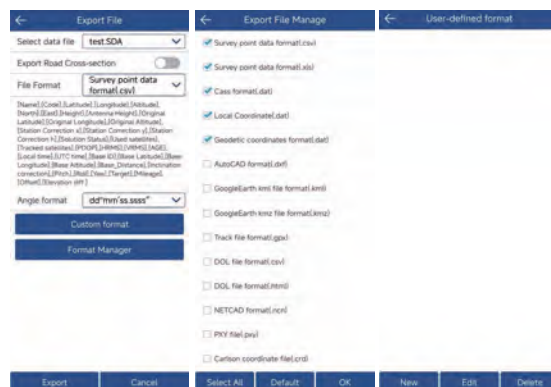 Export File
Select data file
test.SDA
Export Road Cross-section
File Format
Survey point data format(.csv)
[Name],[Code],[Latitude],[Longitude],[Altitude],
[North],[East],[Height],[Antenna Height],[Original
Latitude],[Original Longitude],[Original Altitude],
[Station Correction x],[Station Correction y],[Station
Correction h],[Solution Status],[Used satellites],
[Tracked satellites],[PDOP],[HRMS],[VRMS],[AGE],
[Local time],[UTC time],[Base ID],[Base Latitude],[Base
Longitude],[Base Altitude],[Base_Distance],[Inclination
correction],[Pitch],[Roll],[Yaw],[Target],[Mileage],
[Offset],[Elevation diff ]
Angle format
dd°mm'ss.ssss"
Custom format
Format Manager
Export
Cancel
Export File Manage
Survey point data format(.csv)
Survey point data format(.xls)
Cass format(.dat)
Local Coordinate(.dat)
Geodetic coordinates format(.dat)
AutoCAD format(.dxf)
GoogleEarth kml file format(.kml)
GoogleEarth kmz file format(.kmz)
Track file format(.gpx)
DOL file format(.csv)
DOL file format(.html)
NETCAD format(.ncn)
PXY file(.pxy)
Carlson coordinate file(.crd)
Select All
Default
OK
User-defined format
New
Edit
Delete